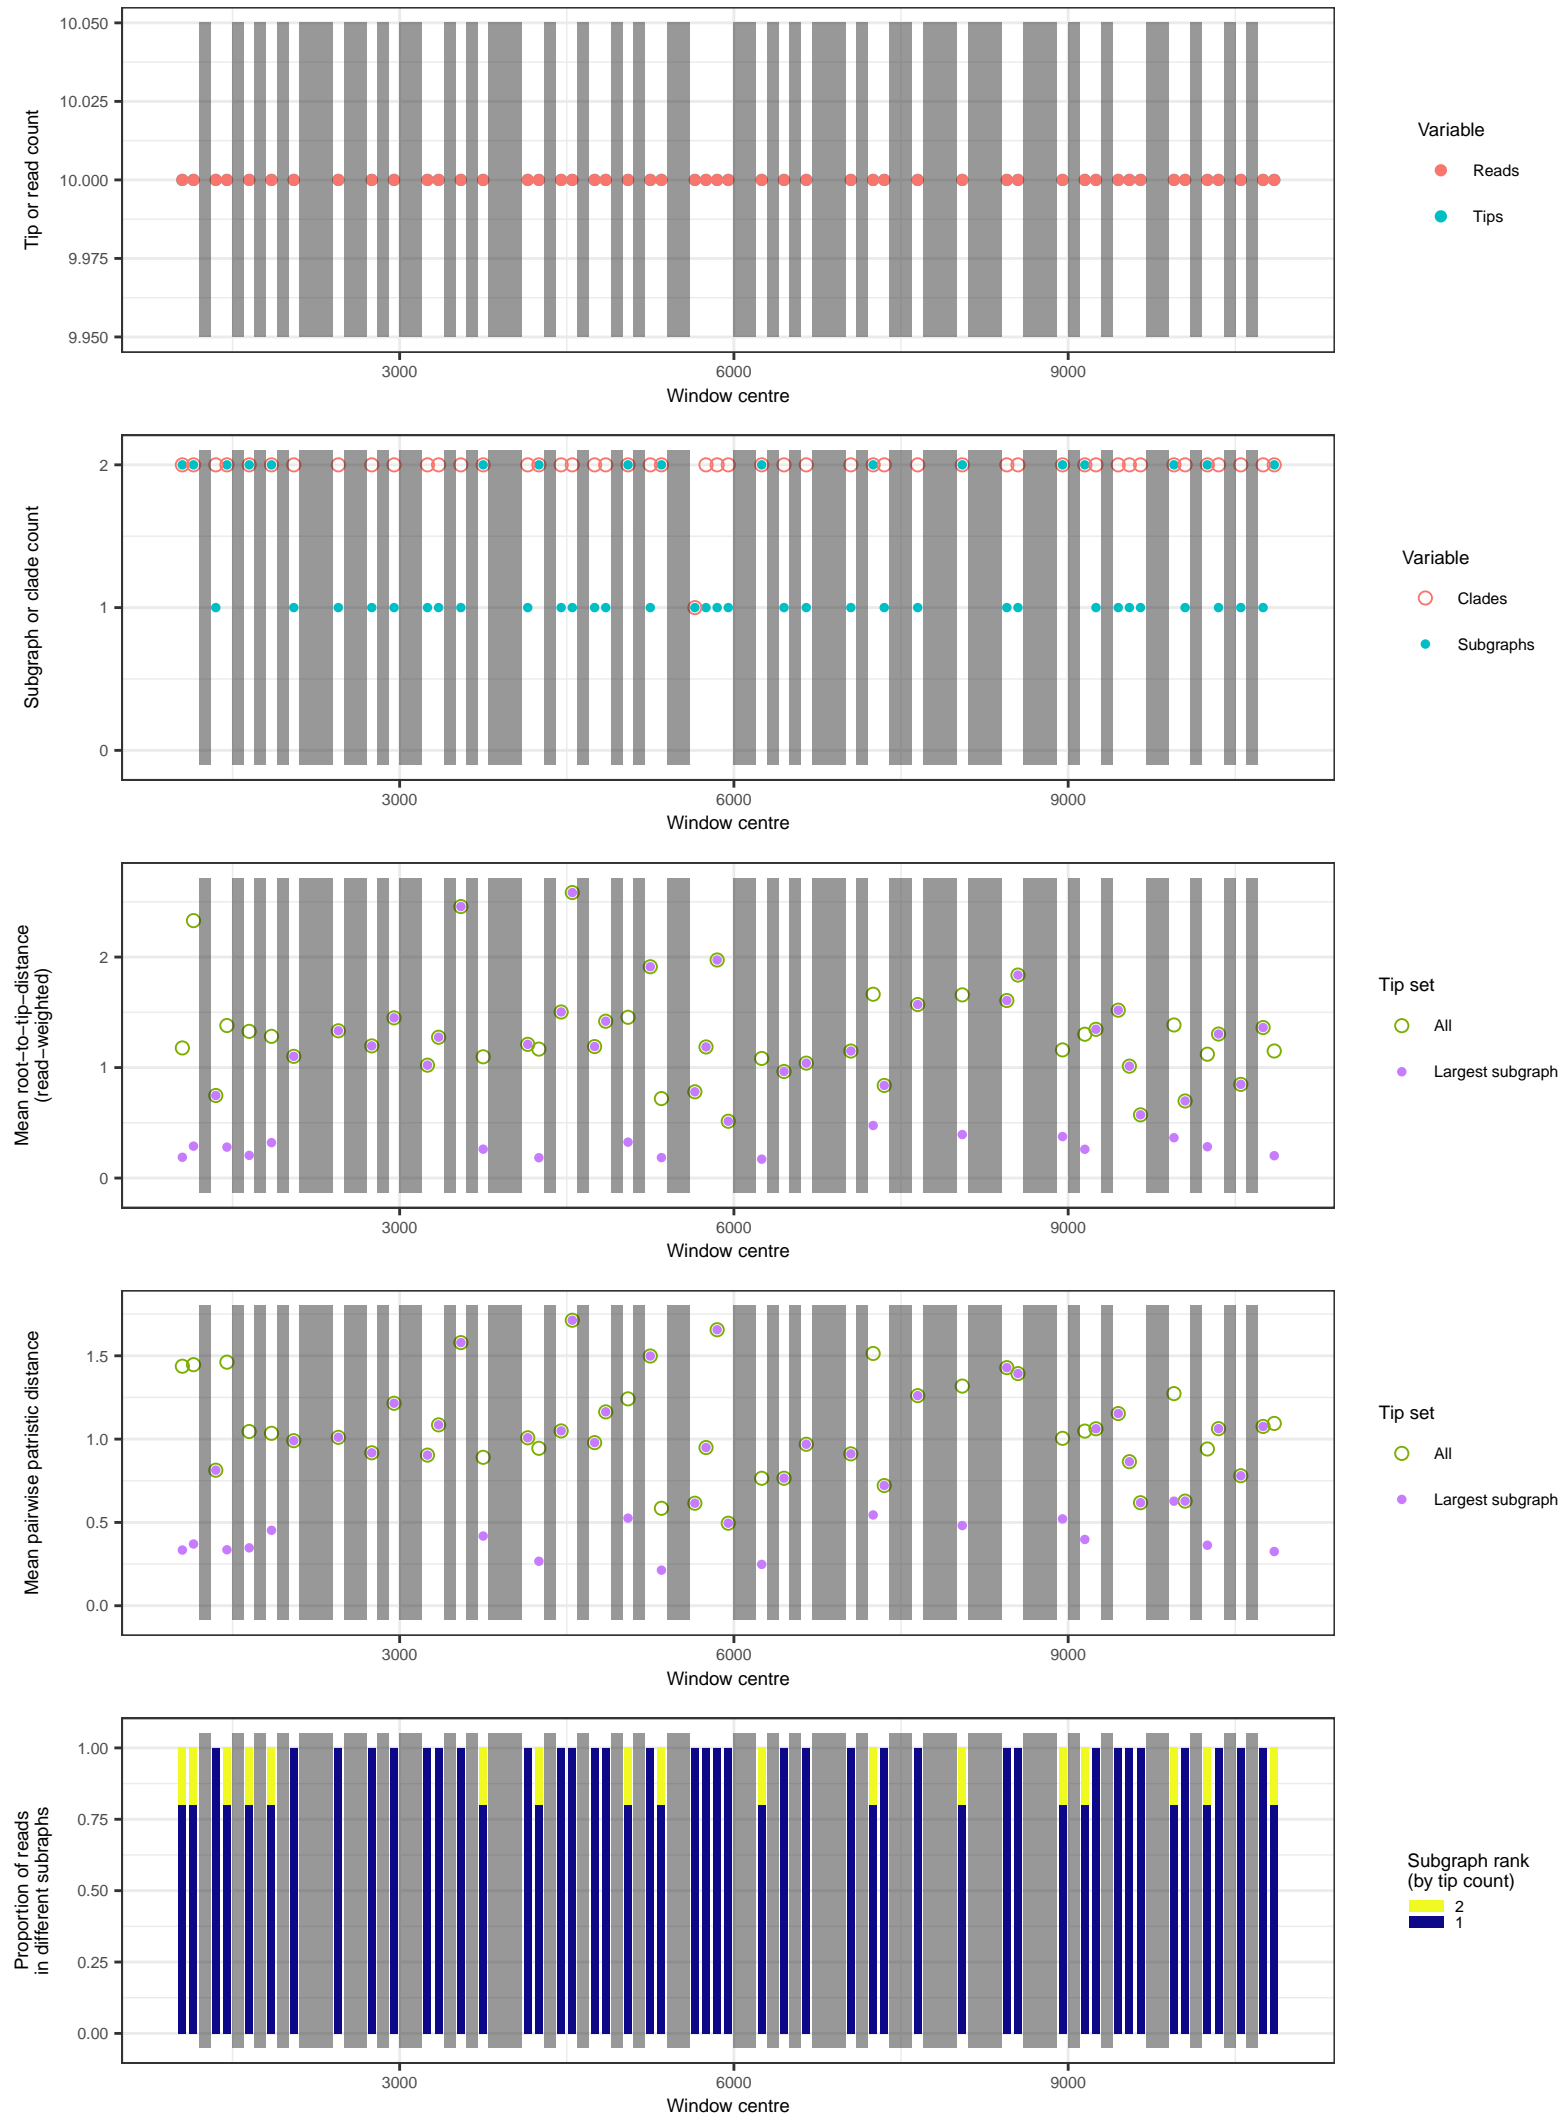 10.050
10.025
10.000
9.975
9.950
Tip or read count
3000
6000
9000
Window centre
Variable
Reads
Tips
2
1
0
Subgraph or clade count
3000
6000
9000
Window centre
Variable
Clades
Subgraphs
2
1
0
Mean root−to−tip−distance
(read−weighted)
3000
6000
9000
Window centre
Tip set
All
Largest subgraph
1.5
1.0
0.5
0.0
Mean pairwise patristic distance
3000
6000
9000
Window centre
Tip set
All
Largest subgraph
1.00
0.75
0.50
0.25
0.00
Proportion of reads
in different subraphs
3000
6000
9000
Window centre
Subgraph rank
(by tip count)
2
1